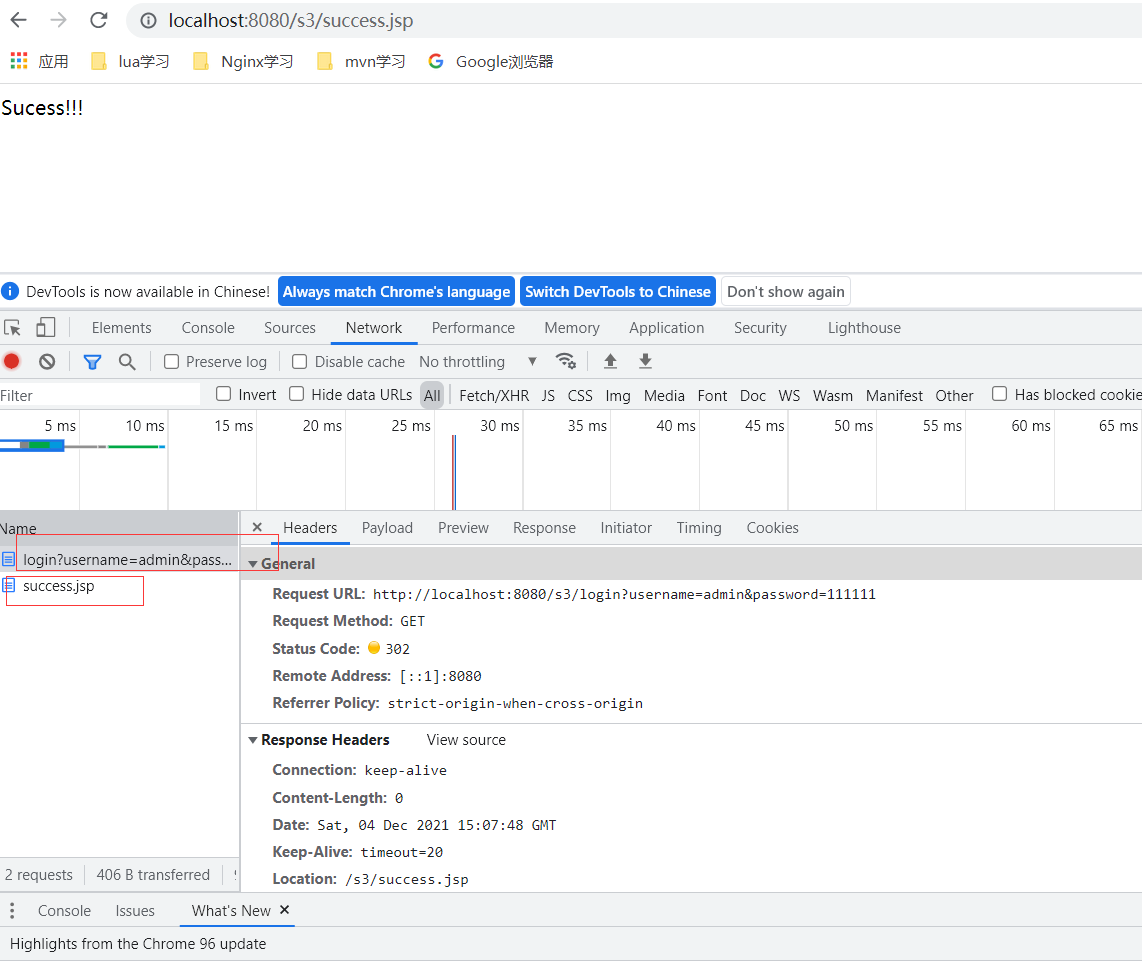 localhost:8080/s3/success.jsp
应用 lua学习 Nginx学习 mvn学习 Google浏览器
Sucess!!!
DevTools is now available in Chinese! Always match Chrome's language Switch DevTools to Chinese Don't show again
Elements Console Sources Network Performance Memory Application Security Lighthouse
Preserve log Disable cache No throttling
Filter Invert Hide data URLs All Fetch/XHR JS CSS Img Media Font Doc WS Wasm Manifest Other Has blocked cookie
5 ms 10 ms 15 ms 20 ms 25 ms 30 ms 35 ms 40 ms 45 ms 50 ms 55 ms 60 ms 65 ms
Name
login?username=admin&pass...
success.jsp
2 requests 406 B transferred
Headers Payload Preview Response Initiator Timing Cookies
General
Request URL: http://localhost:8080/s3/login?username=admin&password=111111
Request Method: GET
Status Code: 302
Remote Address: [::1]:8080
Referrer Policy: strict-origin-when-cross-origin
Response Headers View source
Connection: keep-alive
Content-Length: 0
Date: Sat, 04 Dec 2021 15:07:48 GMT
Keep-Alive: timeout=20
Location: /s3/success.jsp
Console Issues What's New
Highlights from the Chrome 96 update